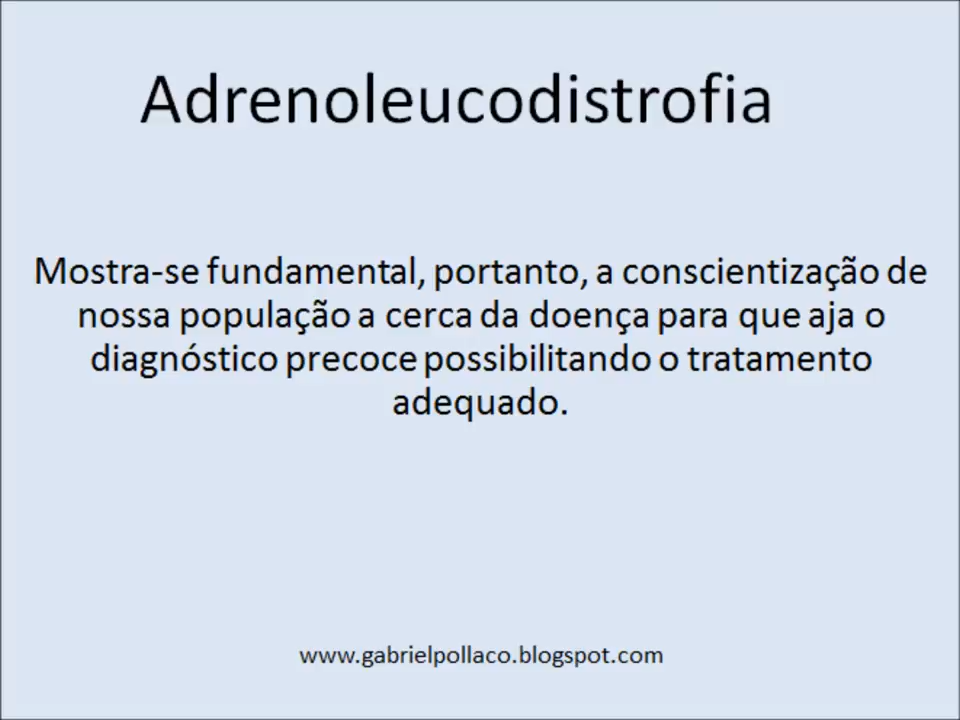 Adrenoleucodistrofia
Mostra-se fundamental, portanto, a conscientização de
nossa população a cerca da doença para que aja o
diagnóstico precoce possibilitando o tratamento
adequado.
www.gabrielpollaco.blogspot.com